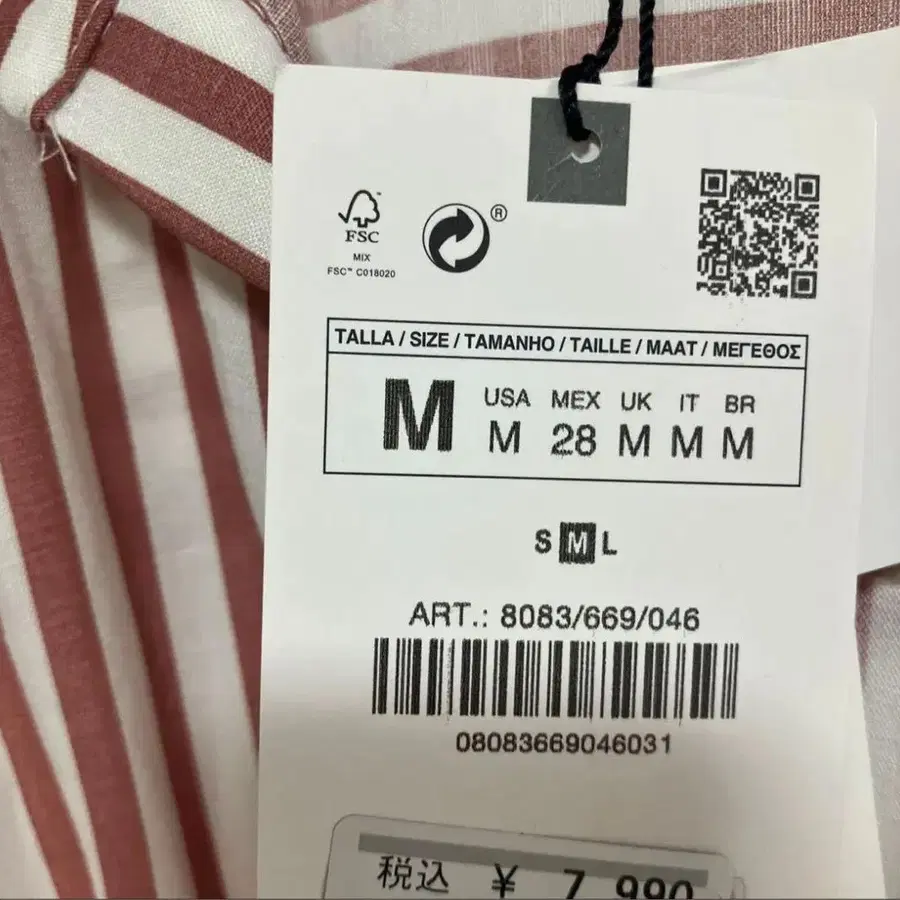 FSC
MIX
FSC™ C018020
®
TALLA / SIZE / TAMANHO / TAILLE / MAAT / ΜΕΓΕΘΟΣ
M
USA MEX UK IT BR
M 28 M M M
S M L
ART.: 8083/669/046
08083669046031
税込 ¥ 7,990